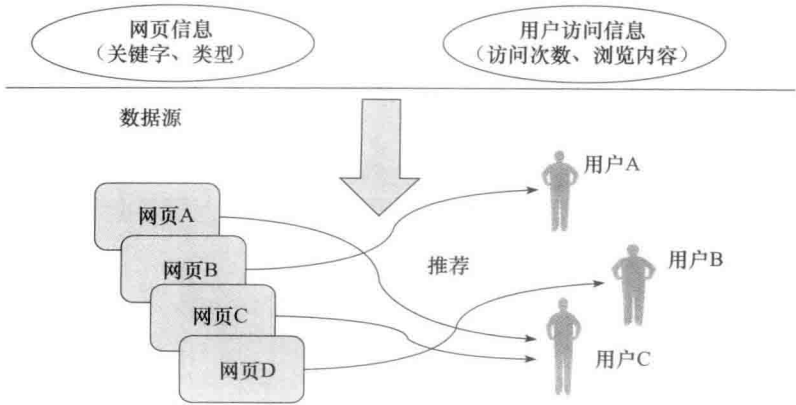 网页信息
（关键字、类型）
用户访问信息
（访问次数、浏览内容）
数据源
用户A
网页A
网页B
推荐
用户B
网页C
用户C
网页D